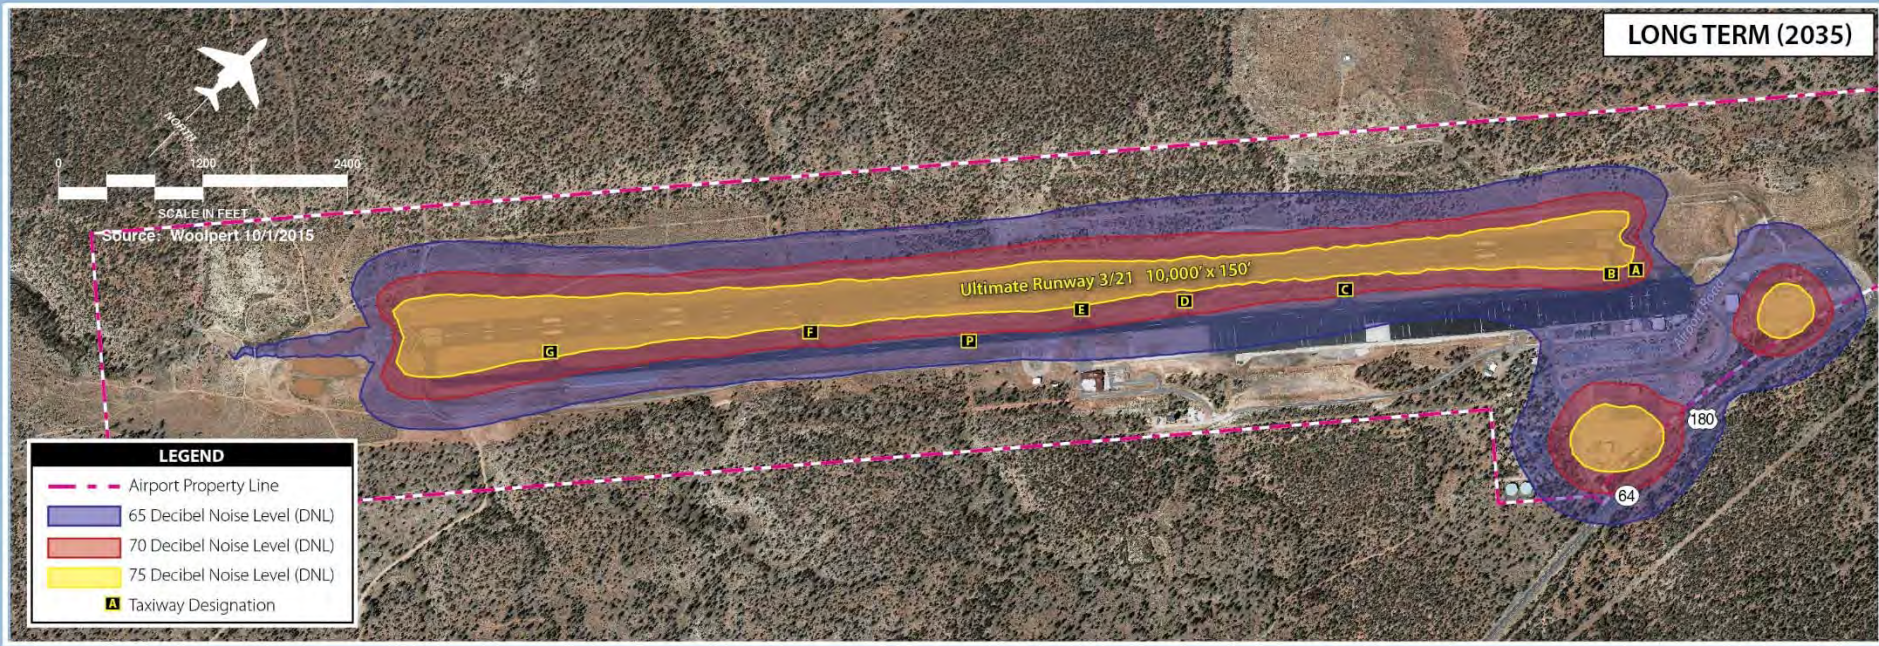 LONG TERM (2035)
NORTH
0 1200 2400
SCALE IN FEET
Source: Woolpert 10/1/2015
Ultimate Runway 3/21 10,000' x 150'
A
B
C
D
E
F
P
G
Airport Road
180
64
LEGEND
Airport Property Line
65 Decibel Noise Level (DNL)
70 Decibel Noise Level (DNL)
75 Decibel Noise Level (DNL)
A Taxiway Designation